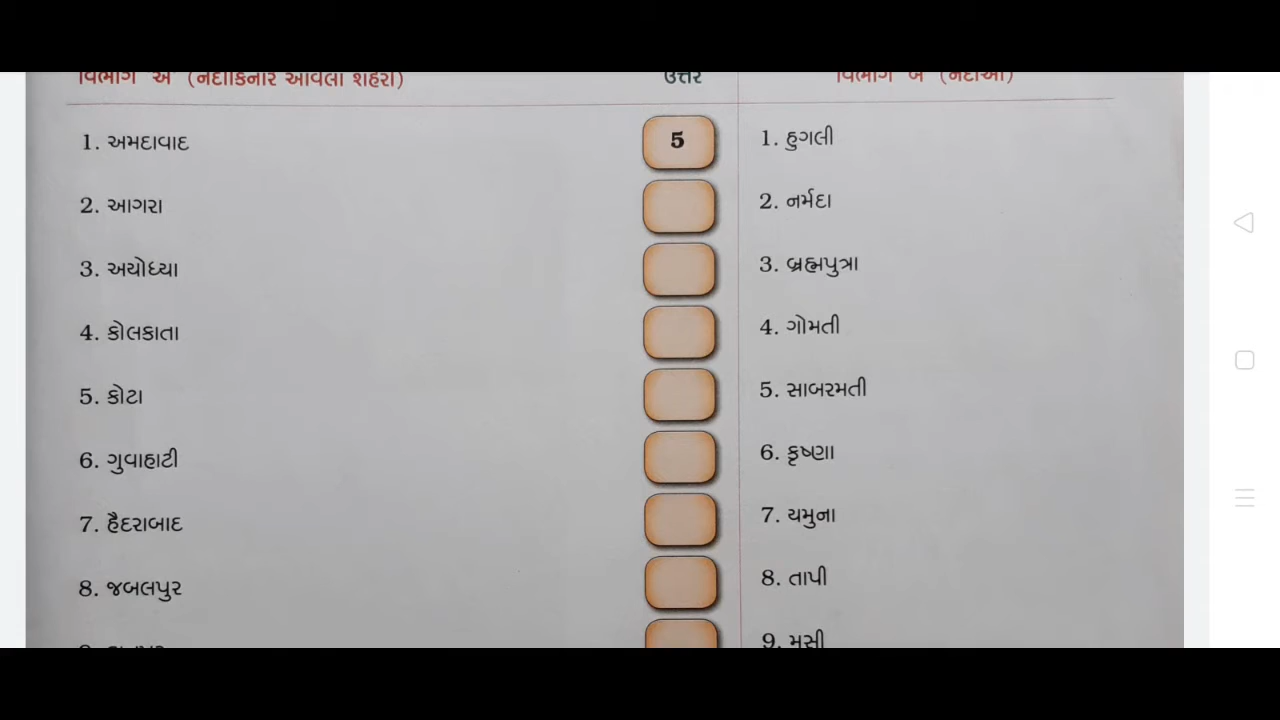 વિભાગ 'અ' (નદીકિનારે આવેલાં શહેરો) ઉત્તર વિભાગ 'બ' (નદીઓ)
1. અમદાવાદ 5 1. હુગલી
2. આગરા 2. નર્મદા
3. અયોધ્યા 3. બ્રહ્મપુત્રા
4. કોલકાતા 4. ગોમતી
5. કોટા 5. સાબરમતી
6. ગુવાહાટી 6. કૃષ્ણા
7. હૈદરાબાદ 7. યમુના
8. જબલપુર 8. તાપી
9. મૂસી